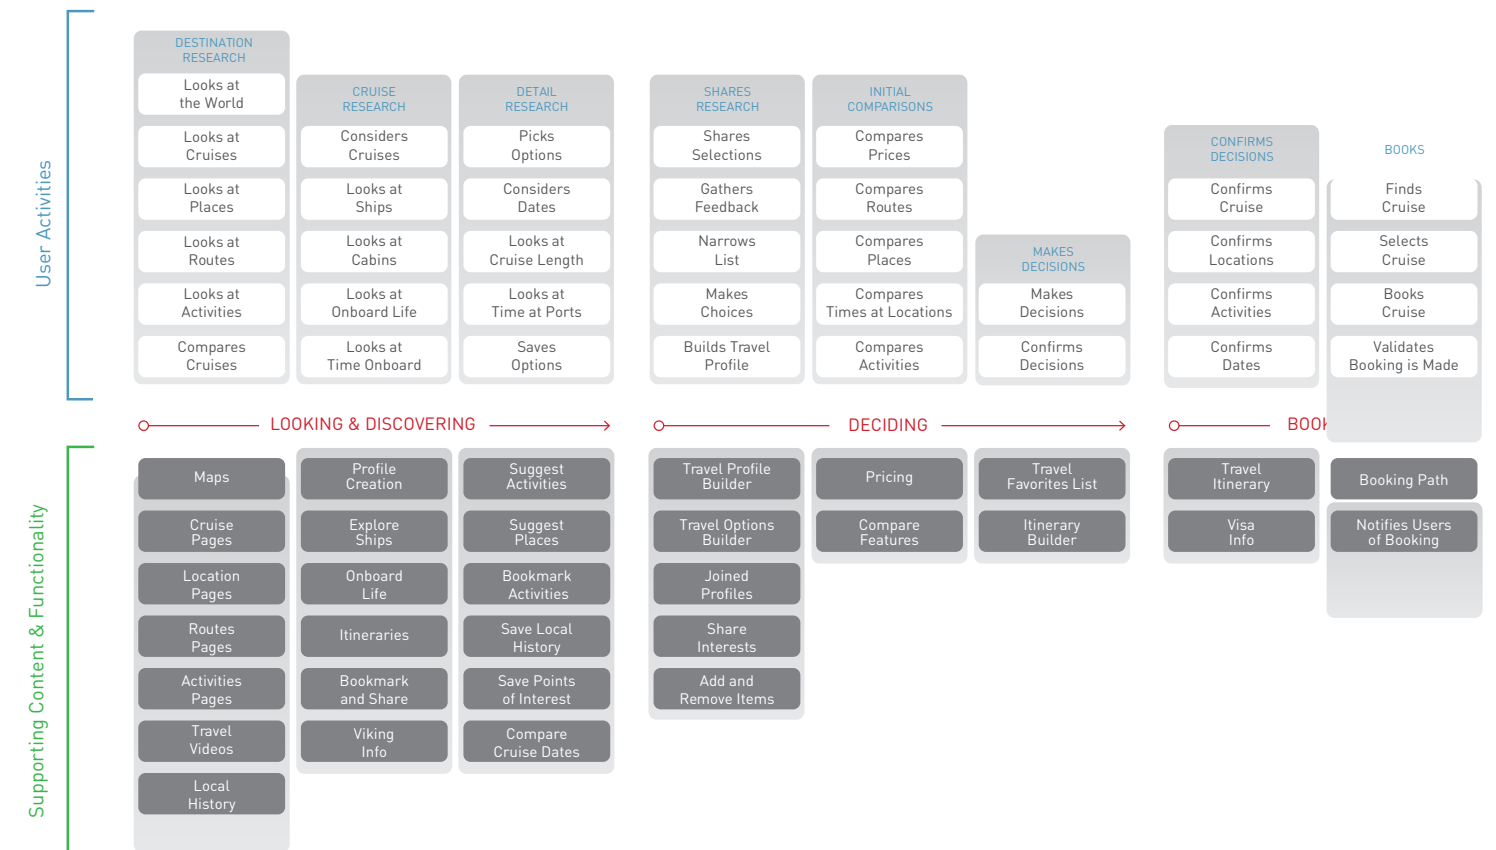 User Activities
DESTINATION
RESEARCH
Looks at
the World
Looks at
Cruises
Looks at
Places
Looks at
Routes
Looks at
Activities
Compares
Cruises
CRUISE
RESEARCH
Considers
Cruises
Looks at
Ships
Looks at
Cabins
Looks at
Onboard Life
Looks at
Time Onboard
DETAIL
RESEARCH
Picks
Options
Considers
Dates
Looks at
Cruise Length
Looks at
Time at Ports
Saves
Options
SHARES
RESEARCH
Shares
Selections
Gathers
Feedback
Narrows
List
Makes
Choices
Builds Travel
Profile
INITIAL
COMPARISONS
Compares
Prices
Compares
Routes
Compares
Places
Compares
Times at Locations
Compares
Activities
MAKES
DECISIONS
Makes
Decisions
Confirms
Decisions
CONFIRMS
DECISIONS
Confirms
Cruise
Confirms
Locations
Confirms
Activities
Confirms
Dates
BOOKS
Finds
Cruise
Selects
Cruise
Books
Cruise
Validates
Booking is Made
LOOKING & DISCOVERING
DECIDING
BOOK
Supporting Content & Functionality
Maps
Cruise
Pages
Location
Pages
Routes
Pages
Activities
Pages
Travel
Videos
Local
History
Profile
Creation
Explore
Ships
Onboard
Life
Itineraries
Bookmark
and Share
Viking
Info
Suggest
Activities
Suggest
Places
Bookmark
Activities
Save Local
History
Save Points
of Interest
Compare
Cruise Dates
Travel Profile
Builder
Travel Options
Builder
Joined
Profiles
Share
Interests
Add and
Remove Items
Pricing
Compare
Features
Travel
Favorites List
Itinerary
Builder
Travel
Itinerary
Visa
Info
Booking Path
Notifies Users
of Booking